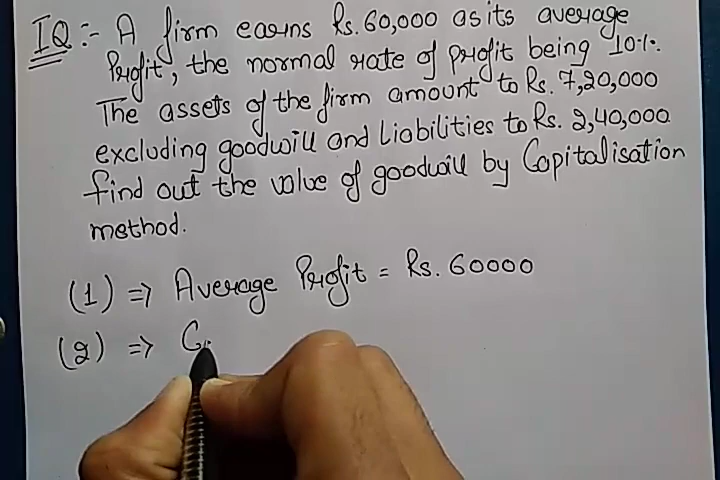 IQ:- A firm earns Rs. 60,000 as its average
Profit, the normal rate of profit being 10%.
The assets of the firm amount to Rs. 7,20,000
excluding goodwill and Liabilities to Rs. 2,40,000
find out the value of goodwill by Capitalisation
method.
(1) => Average Profit = Rs. 60000
(2) => C